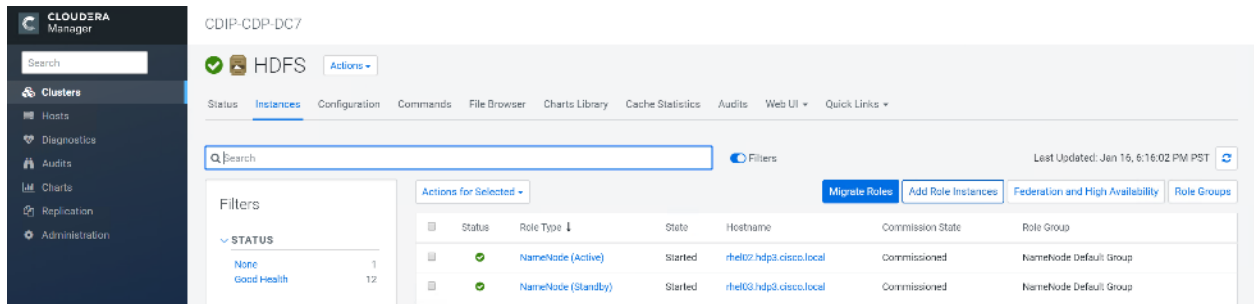 CLOUDERA
Manager
CDIP-CDP-DC7
Search
HDFS
Actions
Clusters
Hosts
Diagnostics
Audits
Charts
Replication
Administration
Status Instances Configuration Commands File Browser Charts Library Cache Statistics Audits Web UI Quick Links
Search
Filters
Last Updated: Jan 16, 6:16:02 PM PST
Filters
Actions for Selected
Migrate Roles Add Role Instances Federation and High Availability Role Groups
STATUS
None 1
Good Health 12
Status Role Type State Hostname Commission State Role Group
NameNode (Active) Started rhel02.hdp3.cisco.local Commissioned NameNode Default Group
NameNode (Standby) Started rhel03.hdp3.cisco.local Commissioned NameNode Default Group